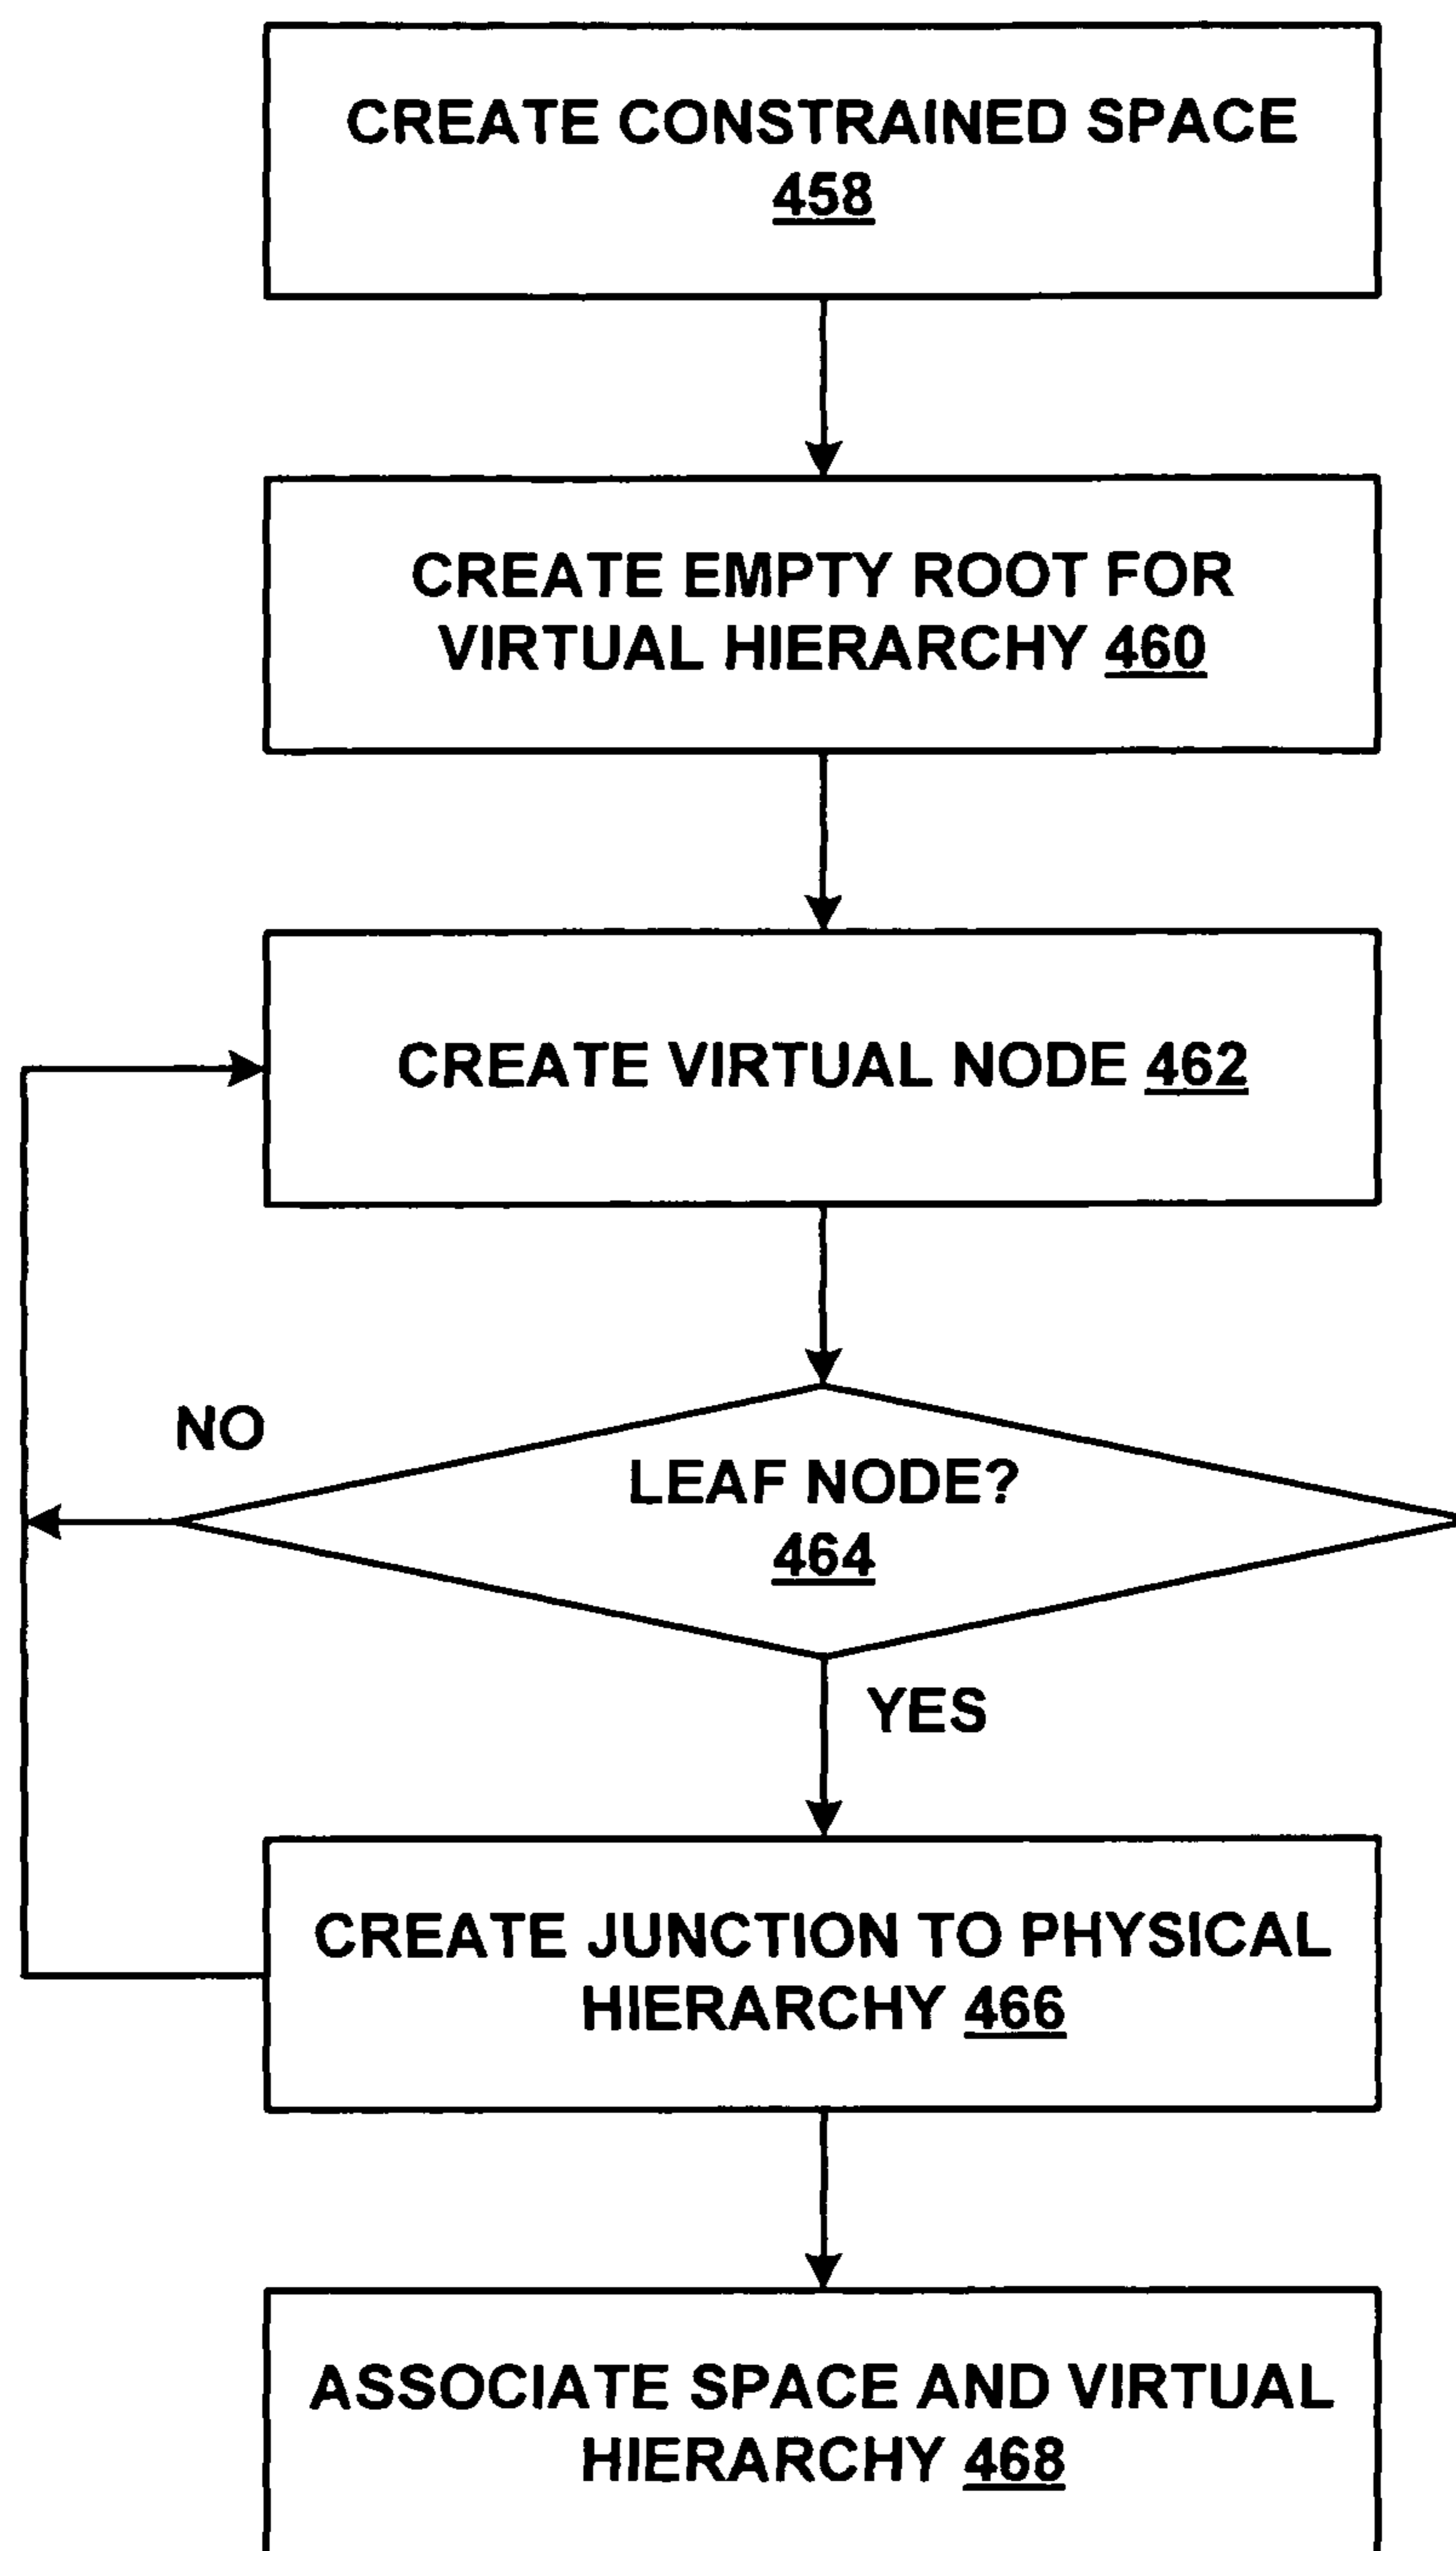 CREATE CONSTRAINED SPACE
458
CREATE EMPTY ROOT FOR
VIRTUAL HIERARCHY 460
CREATE VIRTUAL NODE 462
NO
LEAF NODE?
464
YES
CREATE JUNCTION TO PHYSICAL
HIERARCHY 466
ASSOCIATE SPACE AND VIRTUAL
HIERARCHY 468